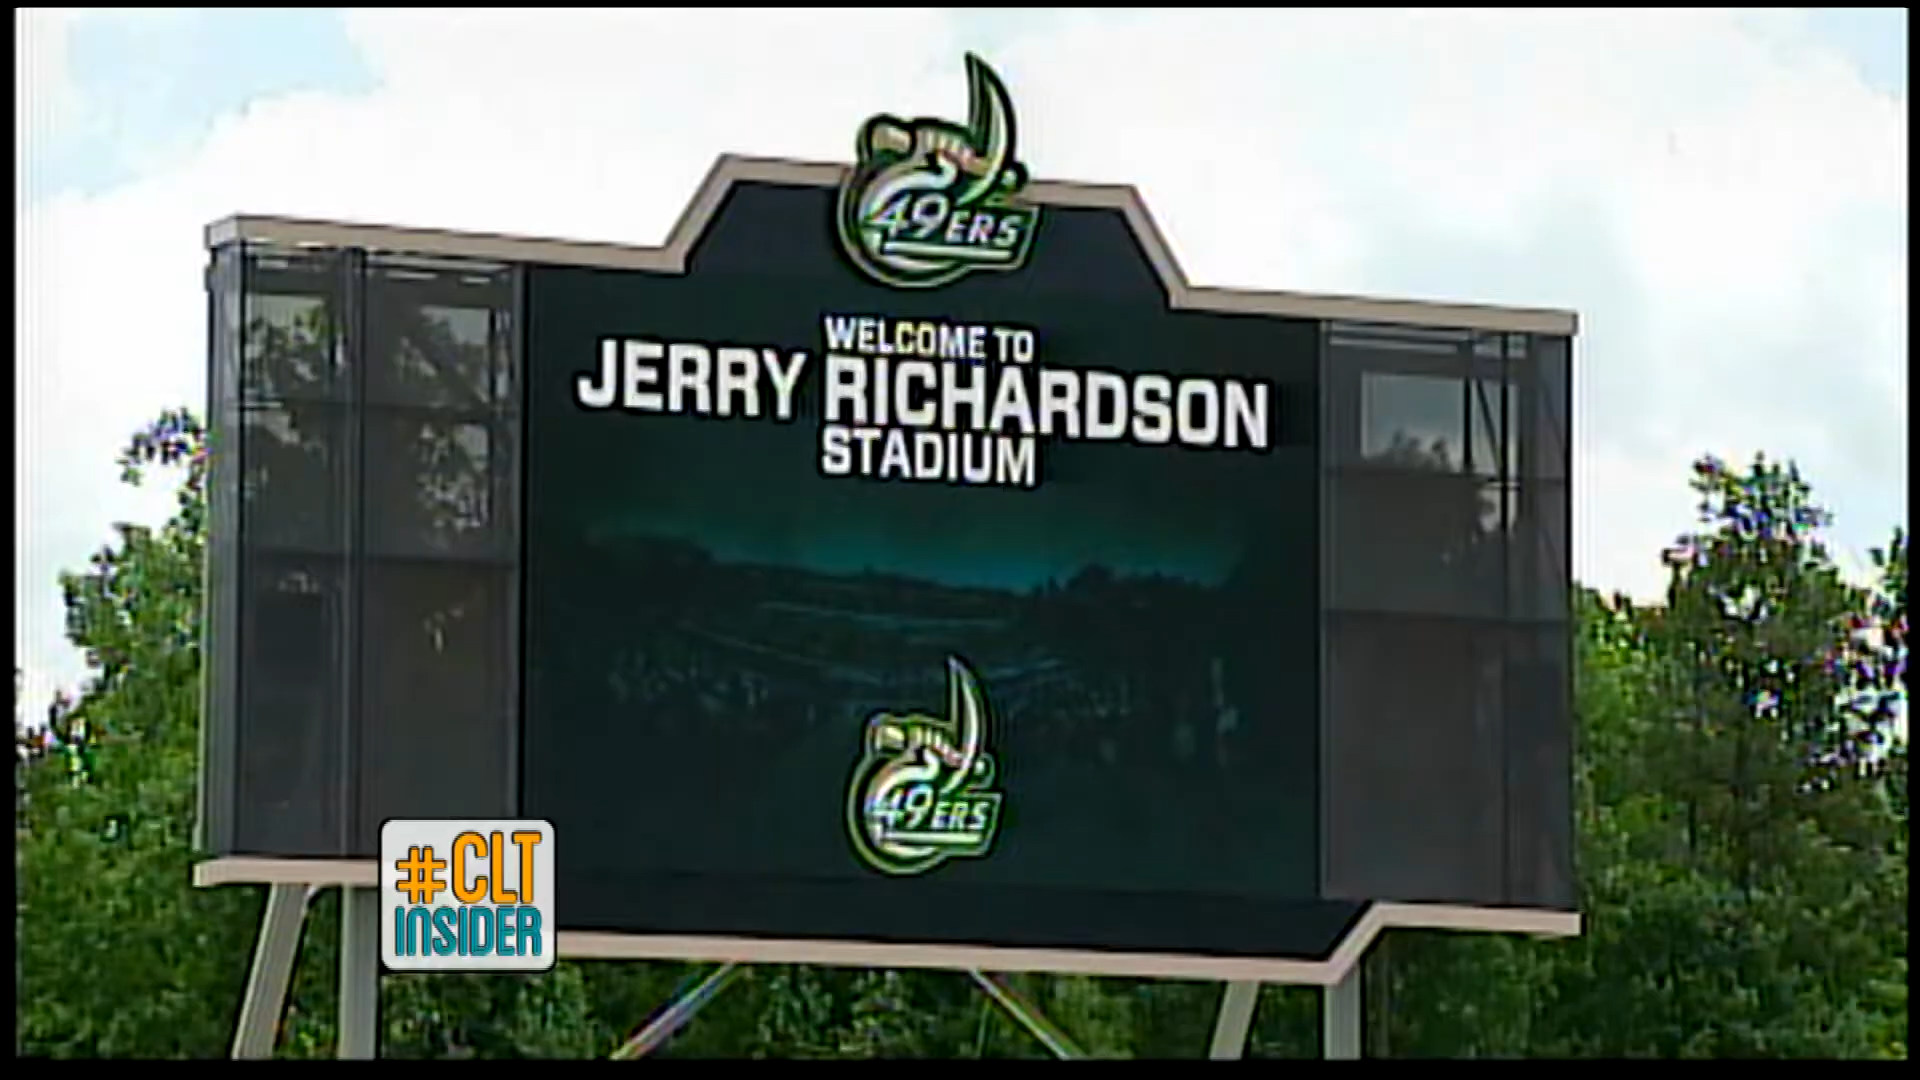 49ERS
WELCOME TO
JERRY RICHARDSON
STADIUM
49ERS
#CLT
INSIDER